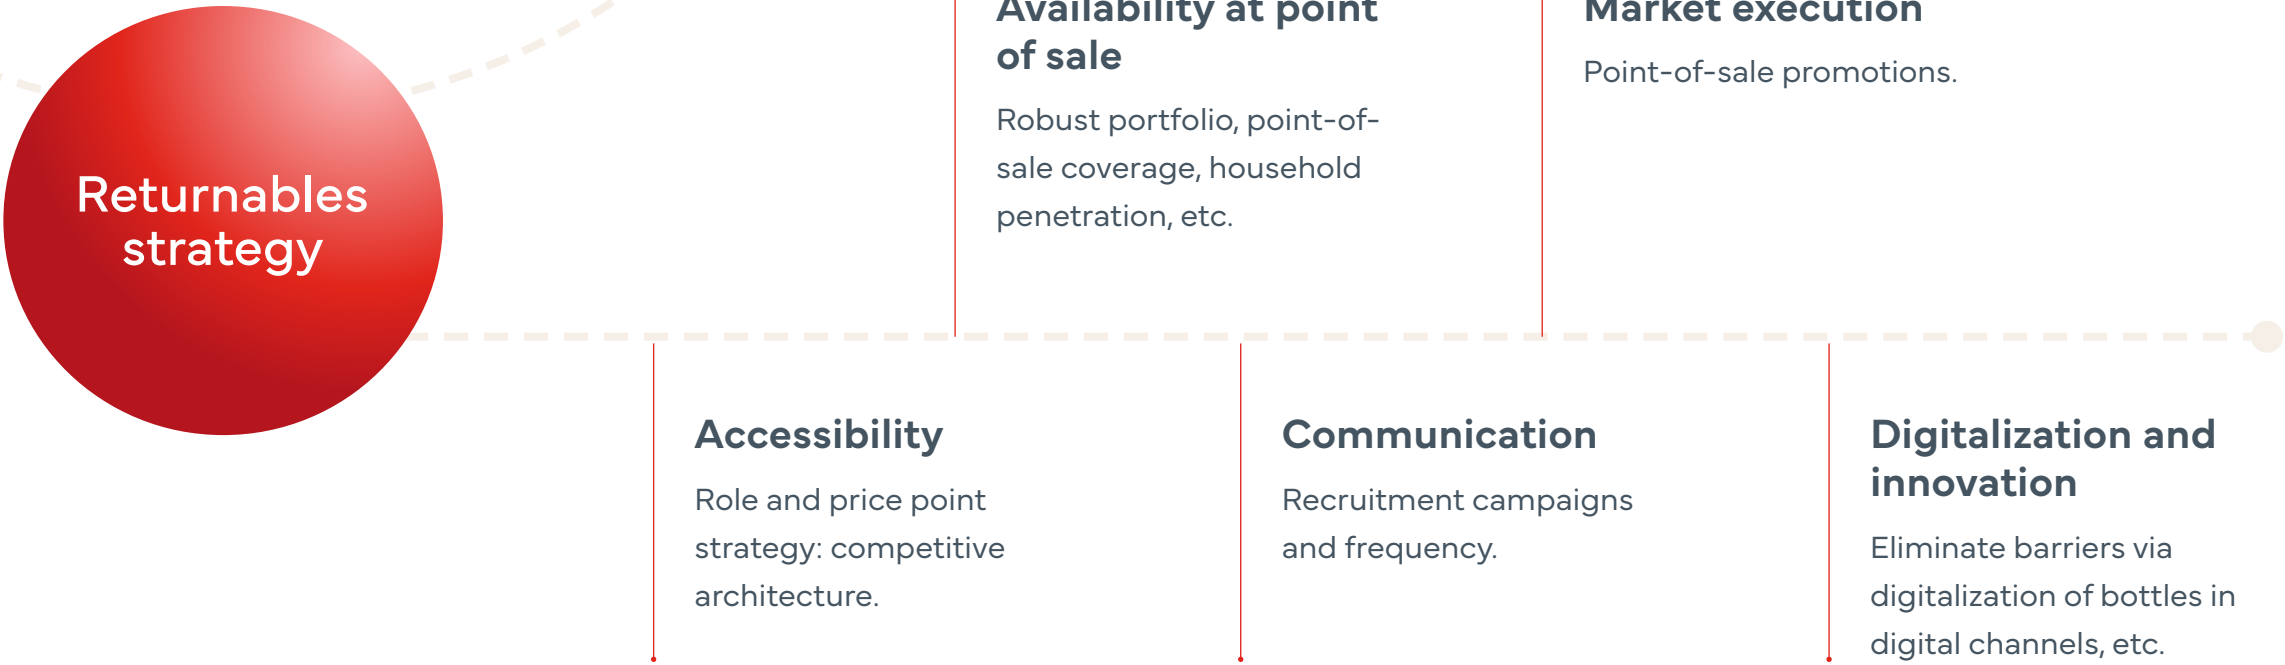 Returnables
strategy
Availability at point
of sale
Robust portfolio, point-of-
sale coverage, household
penetration, etc.
Market execution
Point-of-sale promotions.
Accessibility
Role and price point
strategy: competitive
architecture.
Communication
Recruitment campaigns
and frequency.
Digitalization and
innovation
Eliminate barriers via
digitalization of bottles in
digital channels, etc.